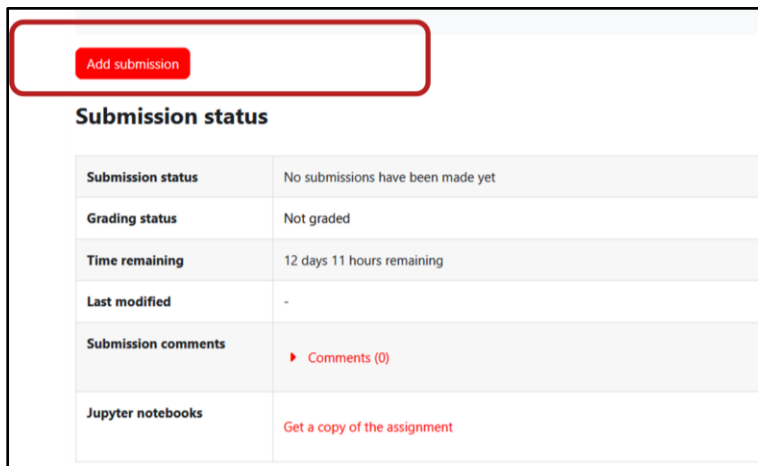 Add submission
Submission status
Submission status No submissions have been made yet
Grading status Not graded
Time remaining 12 days 11 hours remaining
Last modified -
Submission comments Comments (0)
Jupyter notebooks Get a copy of the assignment